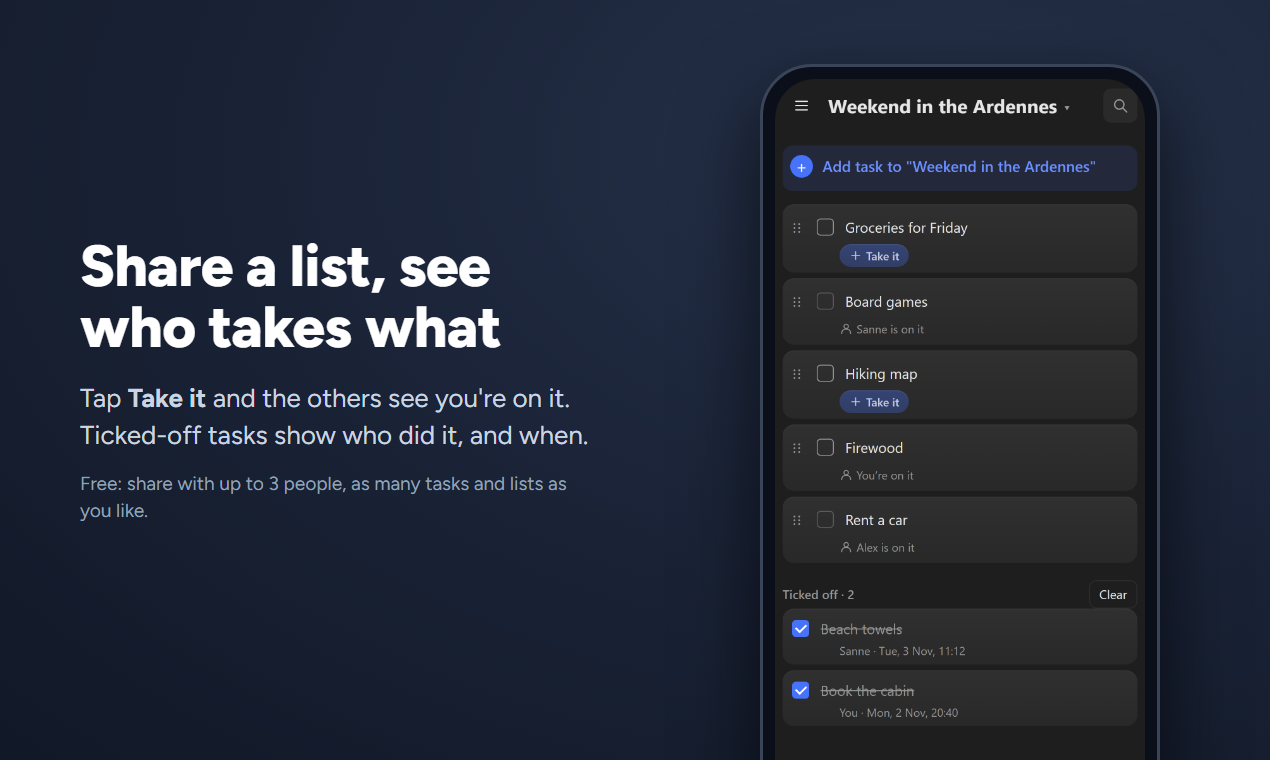 Share a list, see
who takes what
Tap Take it and the others see you're on it.
Ticked-off tasks show who did it, and when.
Free: share with up to 3 people, as many tasks and lists as
you like.
Weekend in the Ardennes
Add task to "Weekend in the Ardennes"
Groceries for Friday
+ Take it
Board games
Sanne is on it
Hiking map
+ Take it
Firewood
You're on it
Rent a car
Alex is on it
Ticked off · 2
Clear
Beach towels
Sanne · Tue, 3 Nov, 11:12
Book the cabin
You · Mon, 2 Nov, 20:40